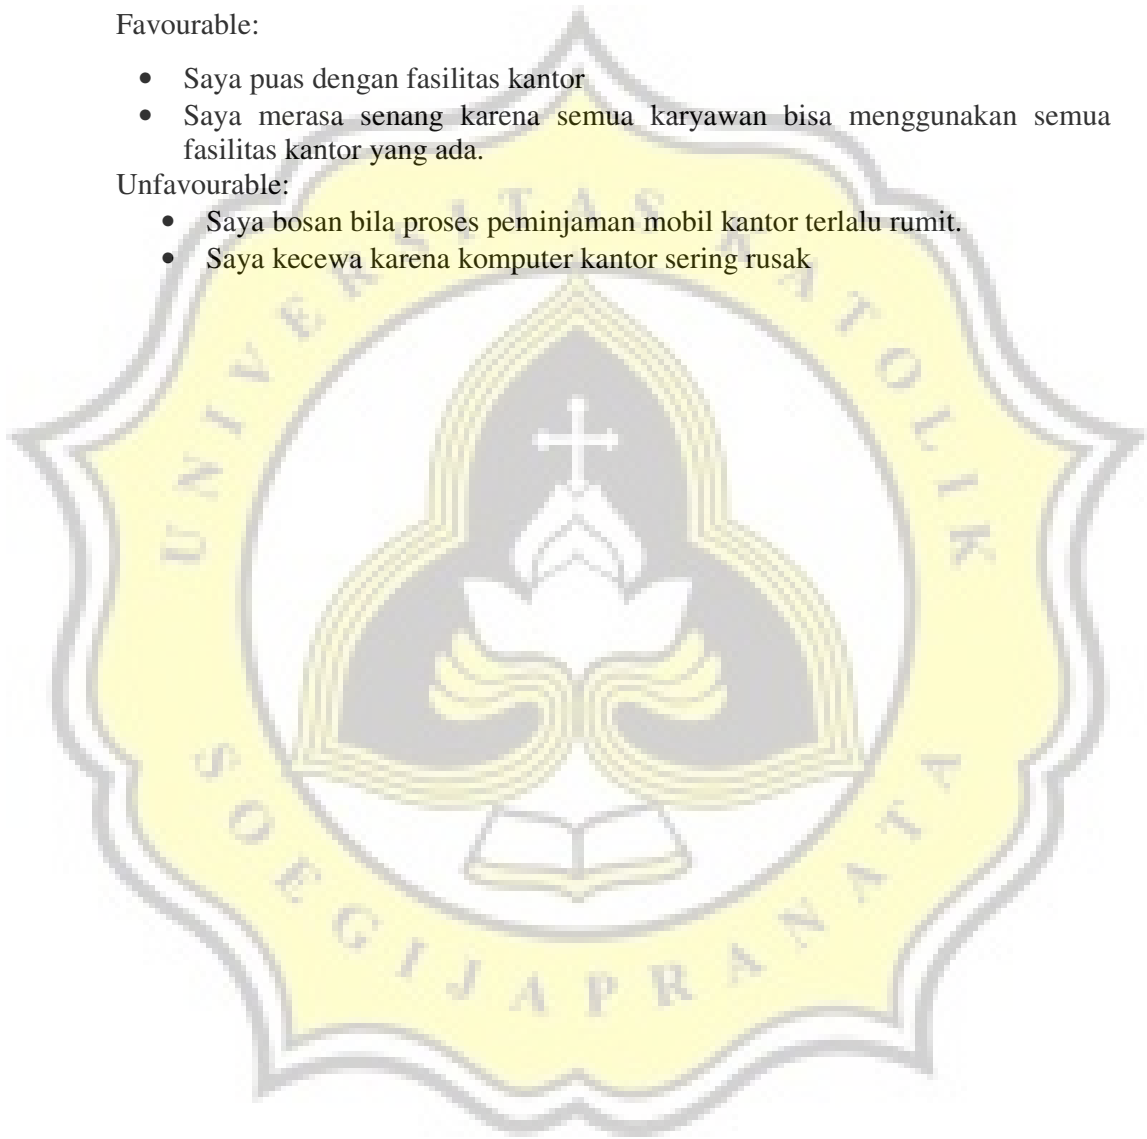 Favourable:
• Saya puas dengan fasilitas kantor
• Saya merasa senang karena semua karyawan bisa menggunakan semua
fasilitas kantor yang ada.
Unfavourable:
• Saya bosan bila proses peminjaman mobil kantor terlalu rumit.
• Saya kecewa karena komputer kantor sering rusak
UNIVERSITAS KATOLIK
SOEGIJAPRANATA